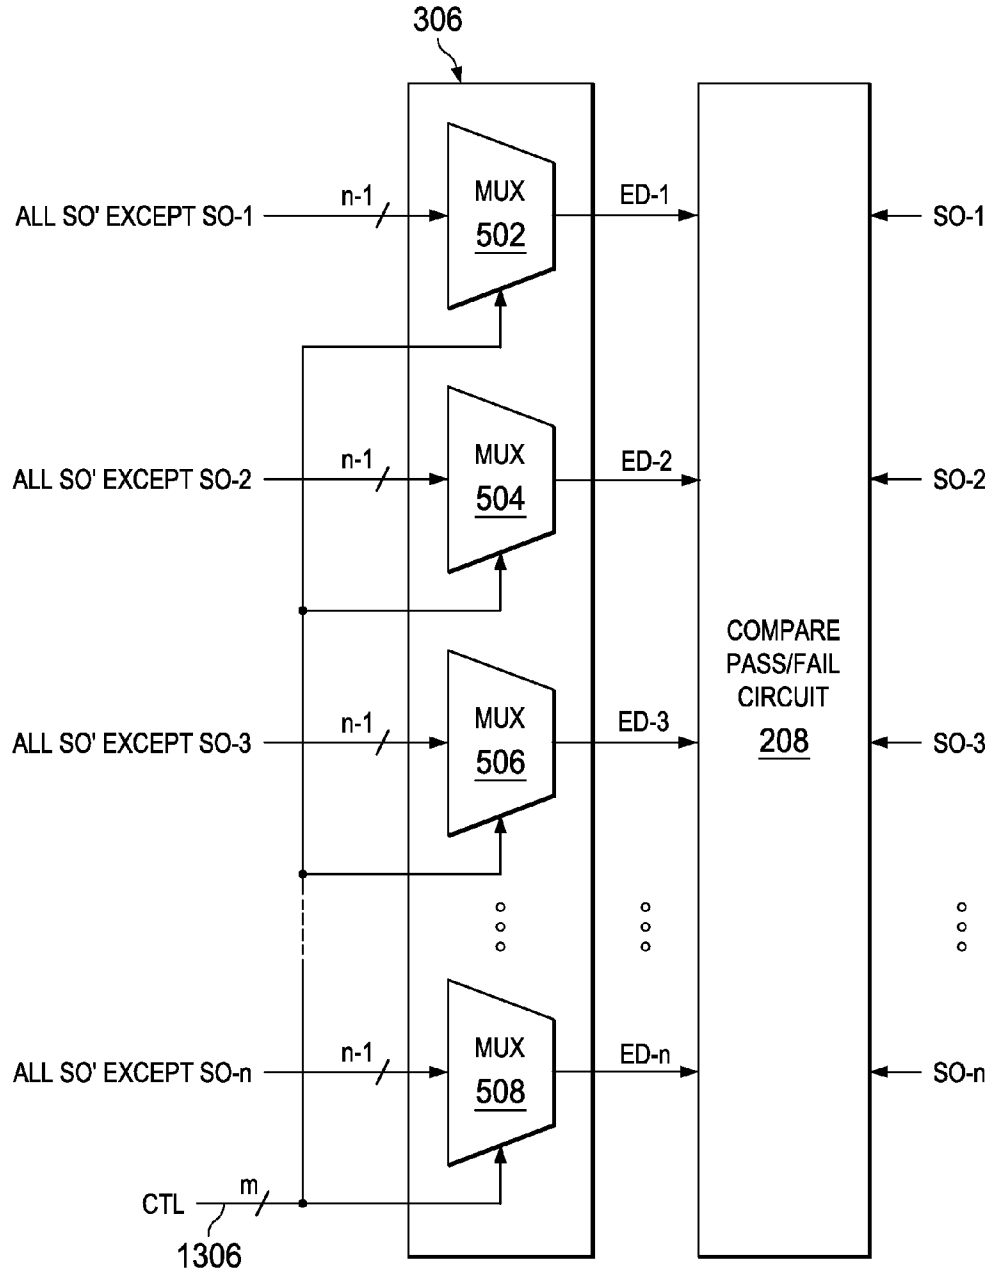 306
ALL SO' EXCEPT SO-1
n-1
MUX
502
ED-1
SO-1
ALL SO' EXCEPT SO-2
n-1
MUX
504
ED-2
SO-2
COMPARE
PASS/FAIL
CIRCUIT
208
ALL SO' EXCEPT SO-3
n-1
MUX
506
ED-3
SO-3
ALL SO' EXCEPT SO-n
n-1
MUX
508
ED-n
SO-n
CTL
m
1306